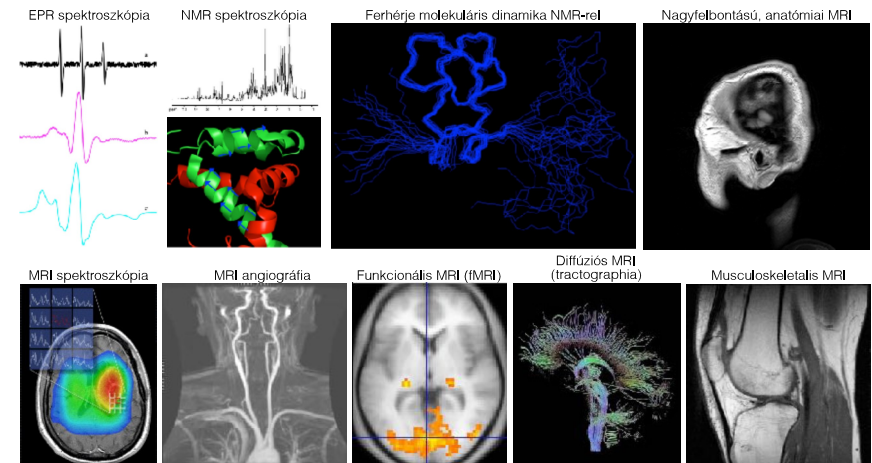 EPR spektroszkópia
NMR spektroszkópia
Ferhérje molekuláris dinamika NMR-rel
Nagyfelbontású, anatómiai MRI
a
b
c
MRI spektroszkópia
MRI angiográfia
Funkcionális MRI (fMRI)
Diffúziós MRI
(tractographia)
Musculoskeletalis MRI